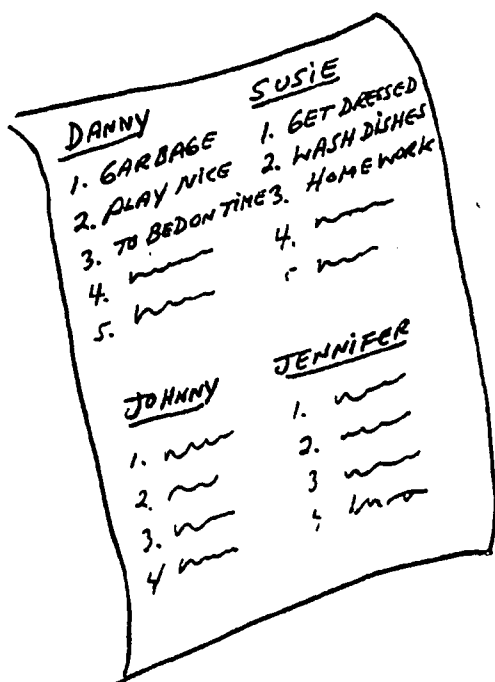 DANNY
1. GARBAGE
2. PLAY NICE
3. TO BED ON TIME
4.
5.
SUSiE
1. GET DRESSED
2. WASH DISHES
3. HOMEWORK
4.
JOHNNY
1.
2.
3.
4
JENNiFER
1.
2.
3